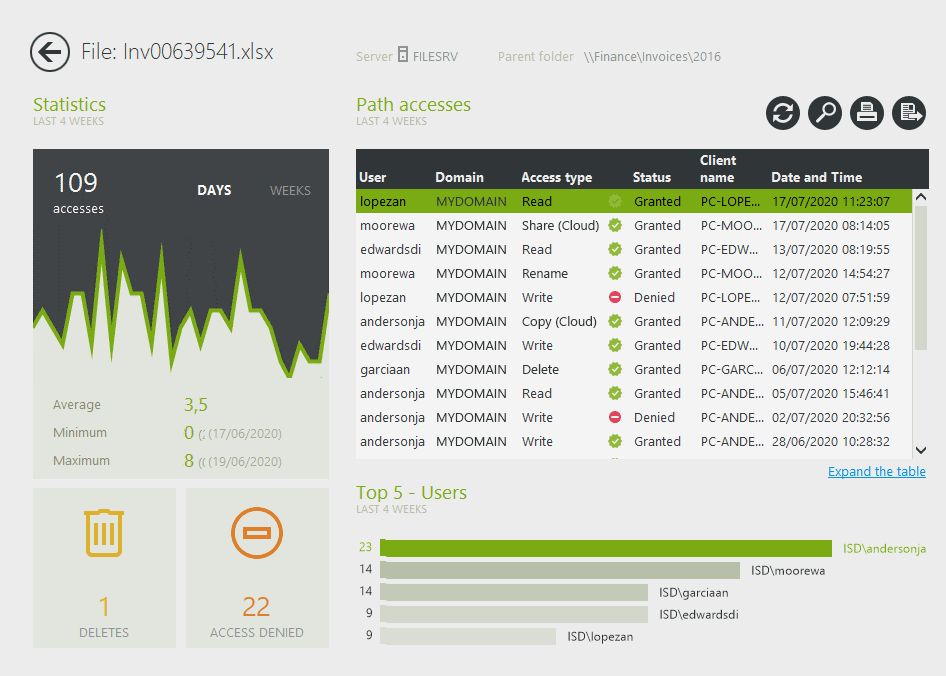 File: Inv00639541.xlsx
Server FILESRV Parent folder \\Finance\Invoices\2016
Statistics
LAST 4 WEEKS
109
accesses
DAYS WEEKS
Average 3,5
Minimum 0 (17/06/2020)
Maximum 8 (19/06/2020)
1
DELETES
22
ACCESS DENIED
Path accesses
LAST 4 WEEKS
User Domain Access type Status Client name Date and Time
lopezan MYDOMAIN Read Granted PC-LOPE... 17/07/2020 11:23:07
moorewa MYDOMAIN Share (Cloud) Granted PC-MOO... 17/07/2020 08:14:05
edwardsdi MYDOMAIN Read Granted PC-EDW... 13/07/2020 08:19:55
moorewa MYDOMAIN Rename Granted PC-MOO... 12/07/2020 14:54:27
lopezan MYDOMAIN Write Denied PC-LOPE... 12/07/2020 07:51:59
andersonja MYDOMAIN Copy (Cloud) Granted PC-ANDE... 11/07/2020 12:09:29
edwardsdi MYDOMAIN Write Granted PC-EDW... 10/07/2020 19:44:28
garciaan MYDOMAIN Delete Granted PC-GARC... 06/07/2020 12:12:14
andersonja MYDOMAIN Read Granted PC-ANDE... 05/07/2020 15:46:41
andersonja MYDOMAIN Write Denied PC-ANDE... 02/07/2020 20:32:56
andersonja MYDOMAIN Write Granted PC-ANDE... 28/06/2020 10:28:32
Expand the table
Top 5 - Users
LAST 4 WEEKS
23 ISD\andersonja
14 ISD\moorewa
14 ISD\garciaan
9 ISD\edwardsdi
9 ISD\lopezan